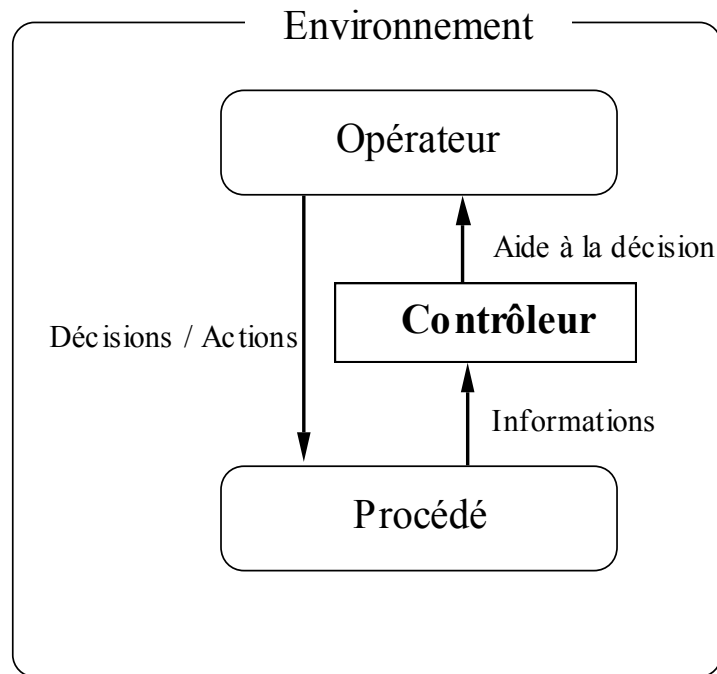 Environnement
Opérateur
Aide à la décision
Contrôleur
Décisions / Actions
Informations
Procédé